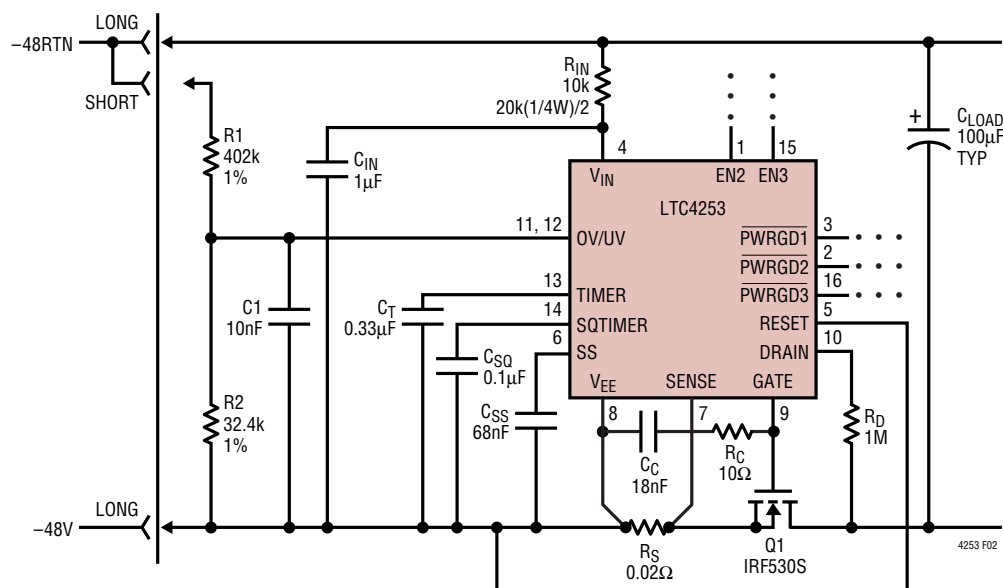 LONG
–48RTN
SHORT
R1
402k
1%
C1
10nF
R2
32.4k
1%
LONG
–48V
CIN
1µF
RIN
10k
20k(1/4W)/2
4
VIN
1
EN2
15
EN3
LTC4253
11, 12
OV/UV
13
TIMER
14
SQTIMER
6
SS
VEE
SENSE
GATE
PWRGD1
3
PWRGD2
2
PWRGD3
16
RESET
5
DRAIN
10
8
7
9
CT
0.33µF
CSQ
0.1µF
CSS
68nF
CC
18nF
RC
10Ω
RD
1M
RS
0.02Ω
Q1
IRF530S
+
CLOAD
100µF
TYP
4253 F02